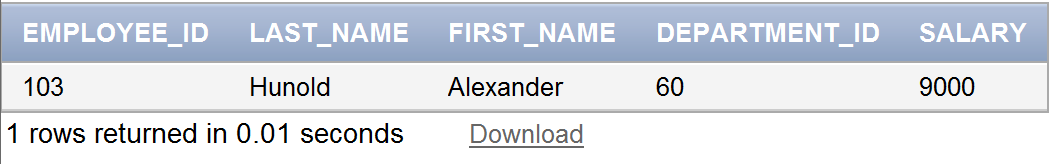 EMPLOYEE_ID LAST_NAME FIRST_NAME DEPARTMENT_ID SALARY
103 Hunold Alexander 60 9000
1 rows returned in 0.01 seconds Download